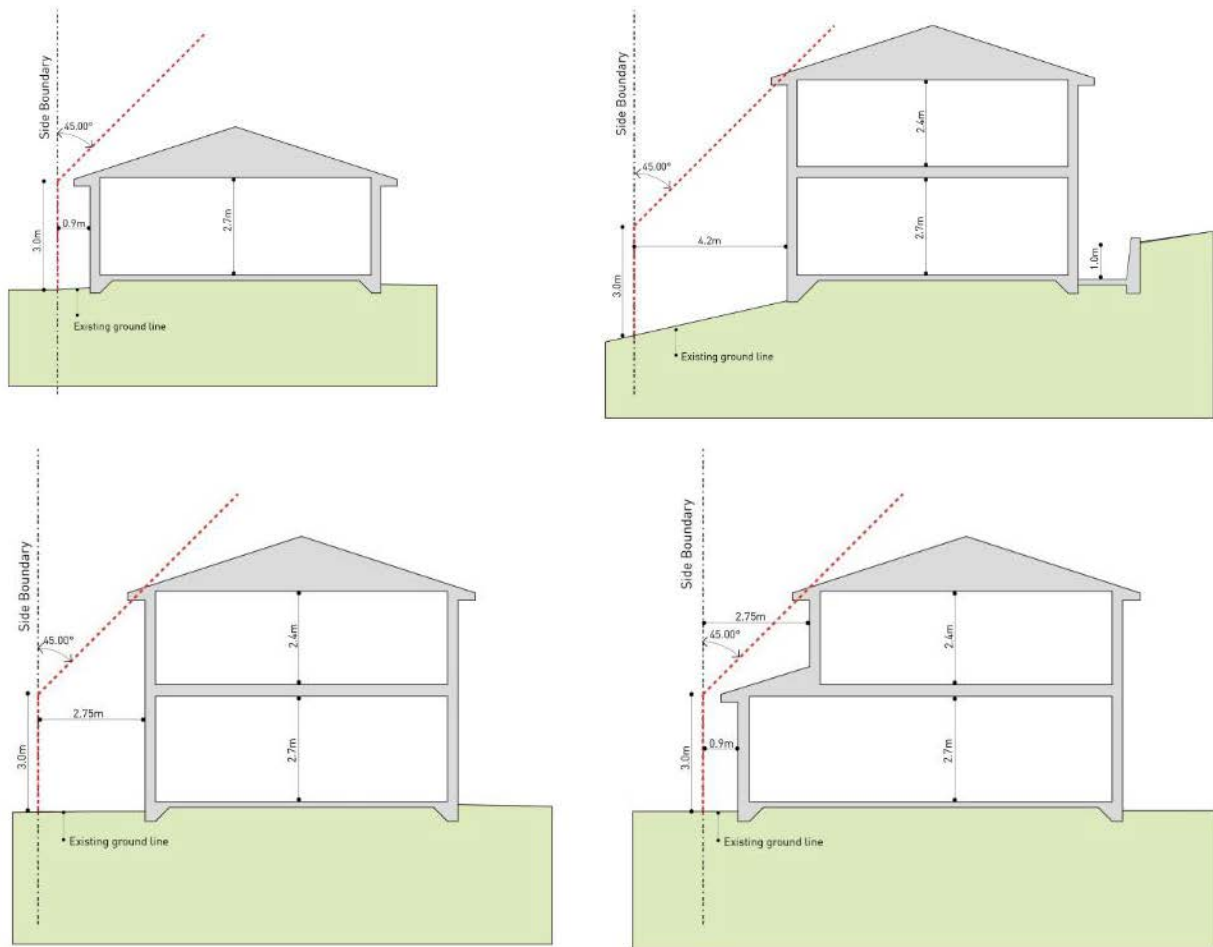 Side Boundary
45.00°
0.9m
3.0m
2.7m
Existing ground line
Side Boundary
45.00°
2.4m
4.2m
2.7m
3.0m
1.0m
Existing ground line
Side Boundary
45.00°
2.4m
2.75m
3.0m
2.7m
Existing ground line
Side Boundary
2.75m
45.00°
2.4m
3.0m
0.9m
2.7m
Existing ground line